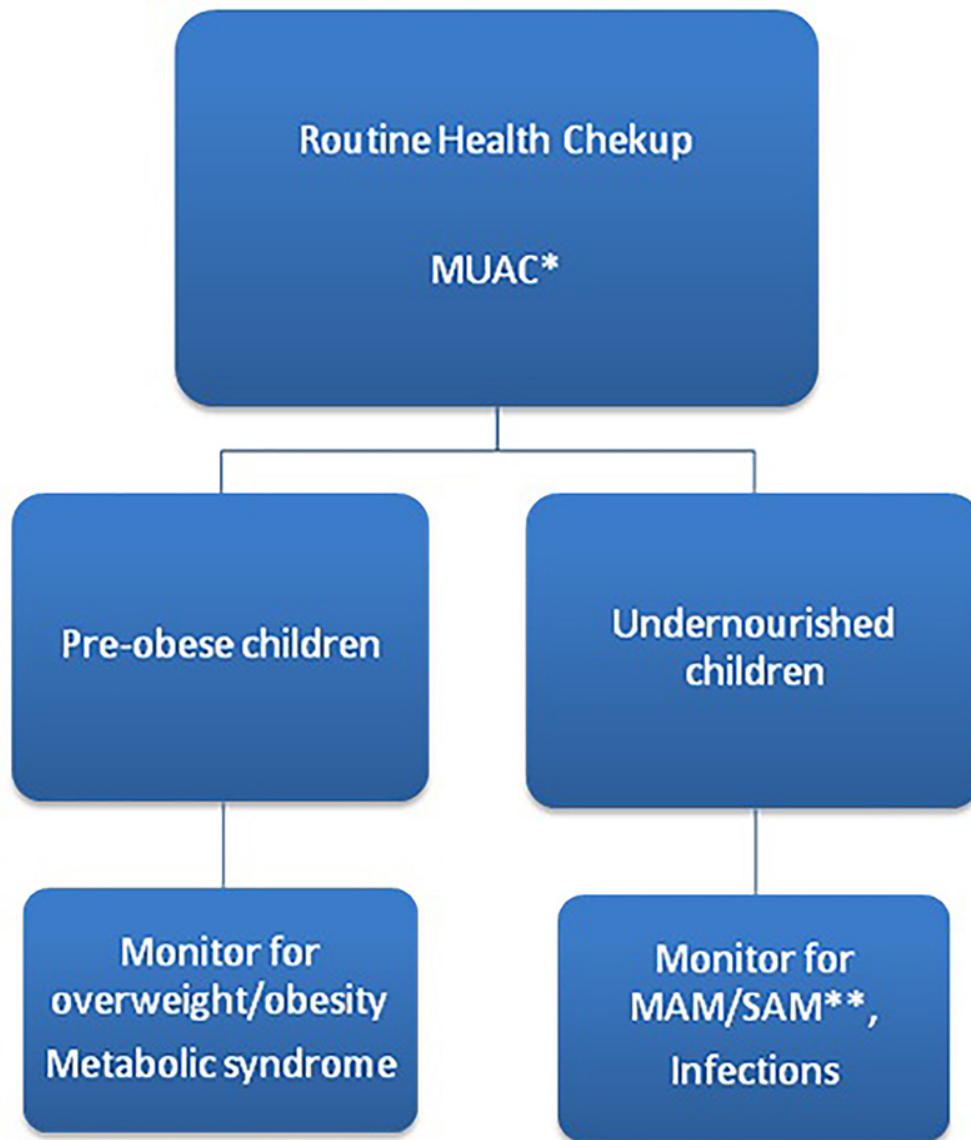 Routine Health Chekup
MUAC*
Pre-obese children
Undernourished
children
Monitor for
overweight/obesity
Metabolic syndrome
Monitor for
MAM/SAM**,
Infections